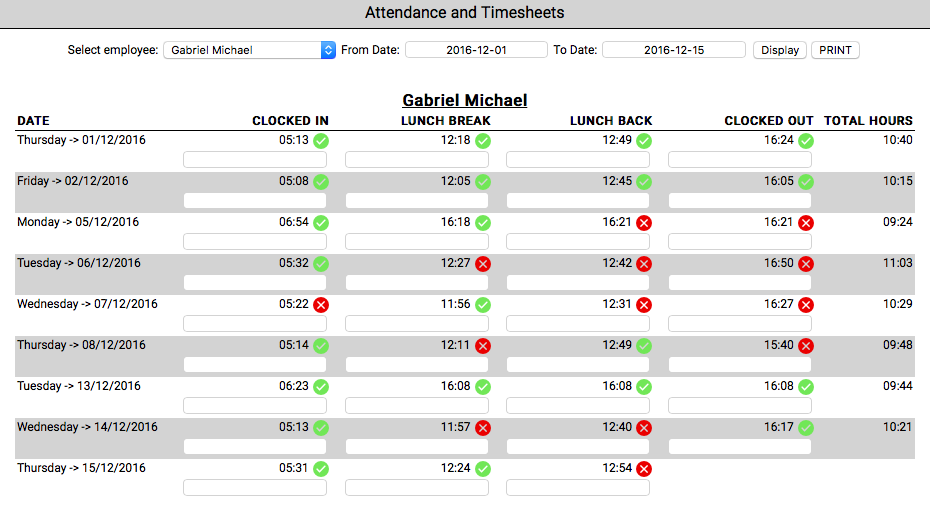 Attendance and Timesheets
Select employee: Gabriel Michael From Date: 2016-12-01 To Date: 2016-12-15 Display PRINT
Gabriel Michael
DATE CLOCKED IN LUNCH BREAK LUNCH BACK CLOCKED OUT TOTAL HOURS
Thursday -> 01/12/2016 05:13 12:18 12:49 16:24 10:40
Friday -> 02/12/2016 05:08 12:05 12:45 16:05 10:15
Monday -> 05/12/2016 06:54 16:18 16:21 16:21 09:24
Tuesday -> 06/12/2016 05:32 12:27 12:42 16:50 11:03
Wednesday -> 07/12/2016 05:22 11:56 12:31 16:27 10:29
Thursday -> 08/12/2016 05:14 12:11 12:49 15:40 09:48
Tuesday -> 13/12/2016 06:23 16:08 16:08 16:08 09:44
Wednesday -> 14/12/2016 05:13 11:57 12:40 16:17 10:21
Thursday -> 15/12/2016 05:31 12:24 12:54